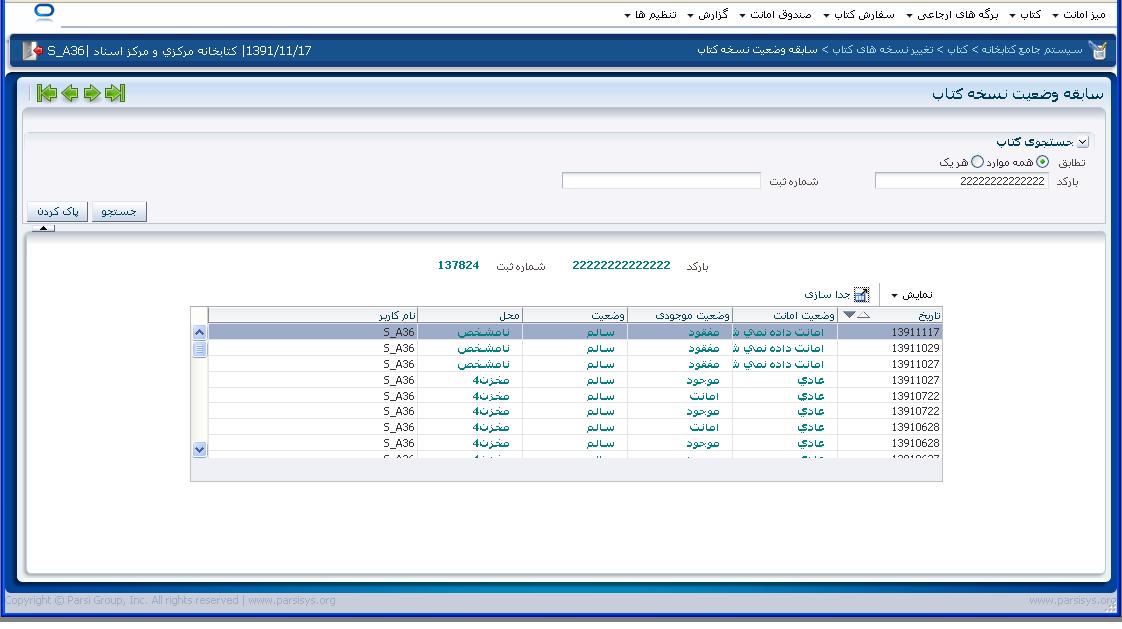 میز امانت کتاب برگه های ارجاعی سفارش کتاب صندوق امانت گزارش تنظیم ها
سیستم جامع کتابخانه > کتاب > تغییر نسخه های کتاب > سابقه وضعیت نسخه کتاب
1391/11/17| کتابخانه مرکزي و مرکز اسناد |S_A36
سابقه وضعیت نسخه کتاب
جستجوی کتاب
تطابق همه موارد هر یک
بارکد 22222222222222 شماره ثبت
جستجو پاک کردن
بارکد 22222222222222 شماره ثبت 137824
نمایش جدا سازی
تاریخ وضعیت امانت وضعیت موجودی وضعیت محل نام کاربر
13911117 امانت داده نمي ش مفقود سالم نامشخص S_A36
13911029 امانت داده نمي ش مفقود سالم نامشخص S_A36
13911027 امانت داده نمي ش مفقود سالم نامشخص S_A36
13911027 عادي موجود سالم مخزن4 S_A36
13910722 عادي امانت سالم مخزن4 S_A36
13910722 عادي موجود سالم مخزن4 S_A36
13910628 عادي امانت سالم مخزن4 S_A36
13910628 عادي موجود سالم مخزن4 S_A36
Copyright © Parsi Group, Inc. All rights reserved | www.parsisys.org
www.parsisys.org